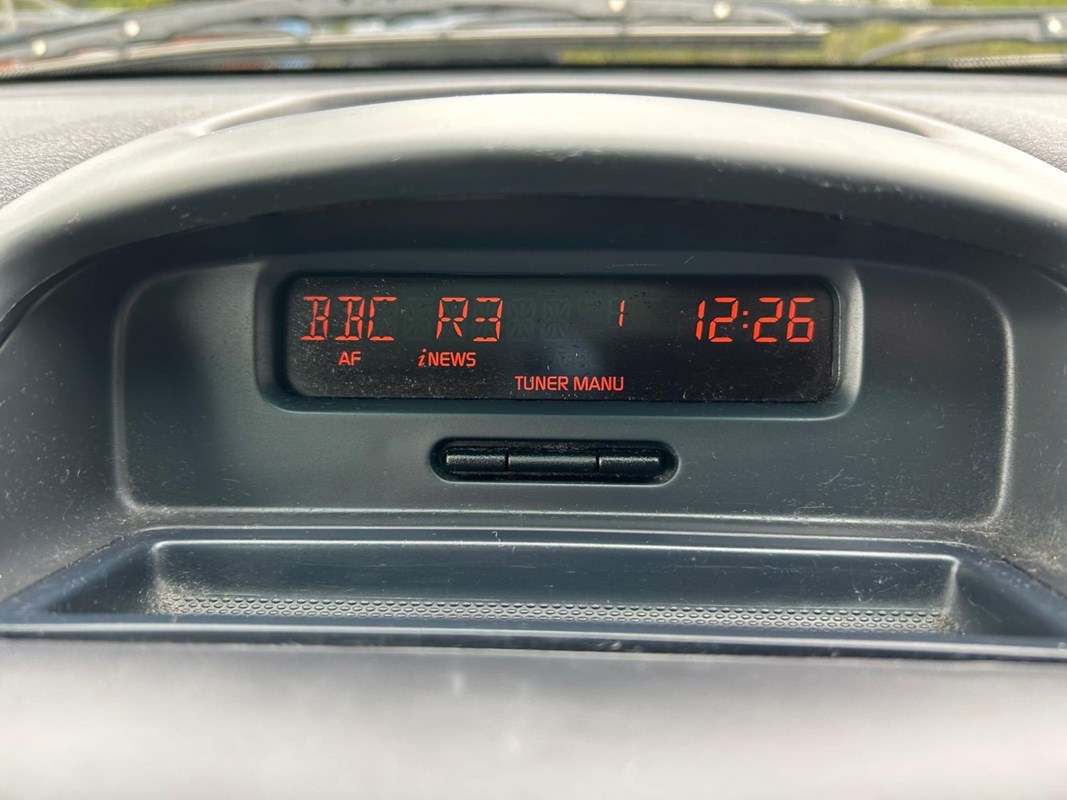 BBC R3 1 12:26
AF iNEWS
TUNER MANU